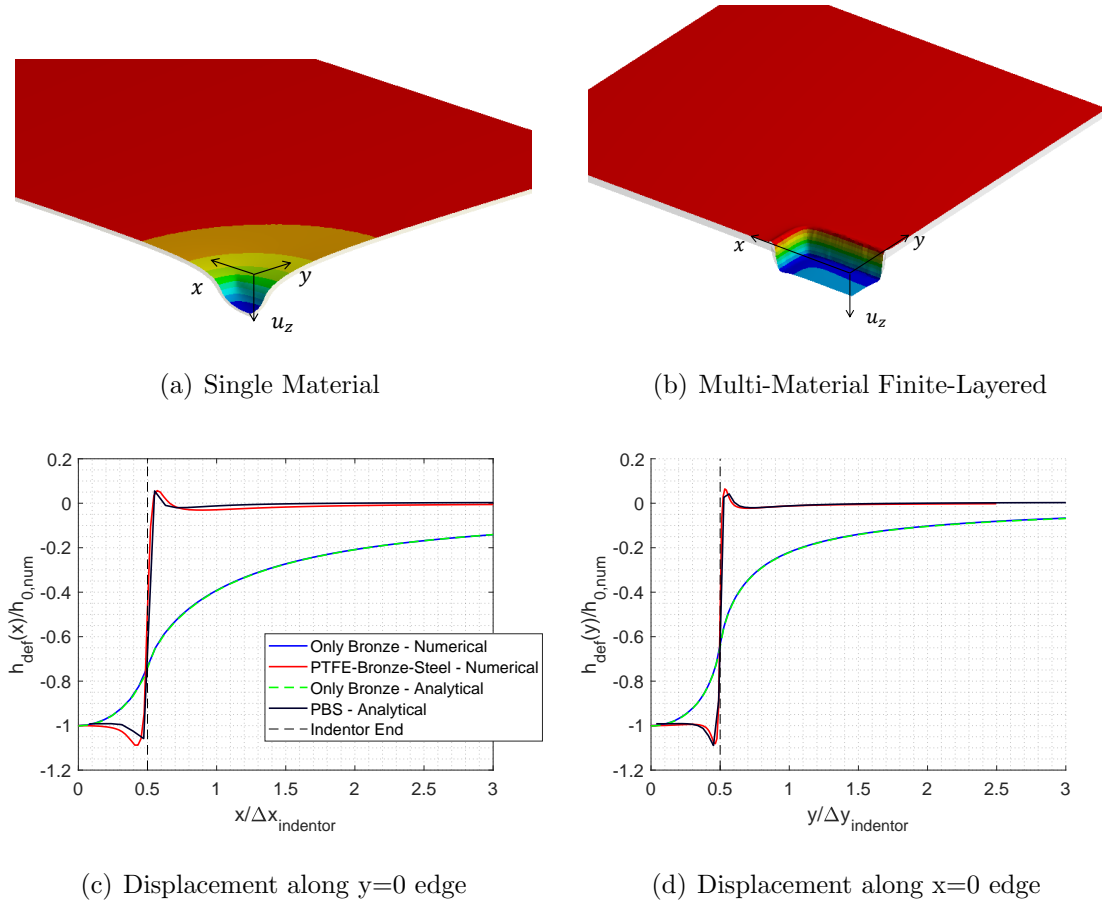 x
y
u_z
x
y
u_z
(a) Single Material
(b) Multi-Material Finite-Layered
0.2
0
-0.2
-0.4
-0.6
-0.8
-1
-1.2
h_def(x)/h_0,num
0
0.5
1
1.5
2
2.5
3
x/Δx_indentor
Only Bronze - Numerical
PTFE-Bronze-Steel - Numerical
Only Bronze - Analytical
PBS - Analytical
Indentor End
0.2
0
-0.2
-0.4
-0.6
-0.8
-1
-1.2
h_def(y)/h_0,num
0
0.5
1
1.5
2
2.5
3
y/Δy_indentor
(c) Displacement along y=0 edge
(d) Displacement along x=0 edge